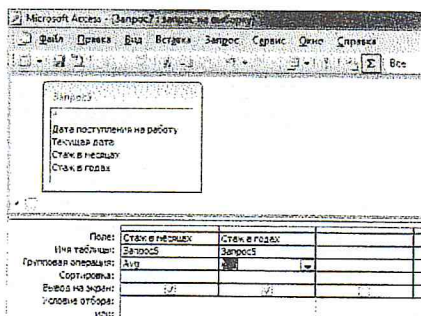 Microsoft Access - [Запрос7 : запрос на выборку]
Файл Правка Вид Вставка Запрос Сервис Окно Справка
Σ Все
Запрос5
*
Дата поступления на работу
Текущая дата
Стаж в месяцах
Стаж в годах
Поле: Стаж в месяцах Стаж в годах
Имя таблицы: Запрос5 Запрос5
Групповая операция: Avg
Сортировка:
Вывод на экран:
Условие отбора:
или: